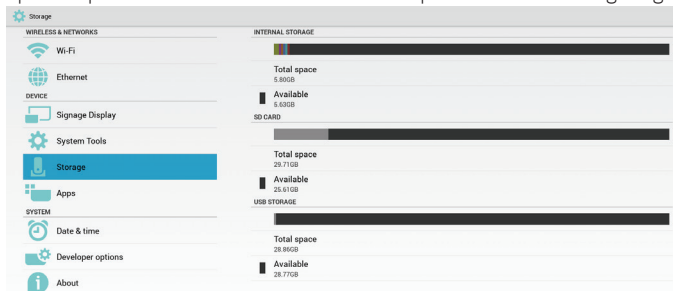 Storage
WIRELESS & NETWORKS
Wi-Fi
Ethernet
DEVICE
Signage Display
System Tools
Storage
Apps
SYSTEM
Date & time
Developer options
About
INTERNAL STORAGE
Total space
5.80GB
Available
5.63GB
SD CARD
Total space
29.71GB
Available
25.61GB
USB STORAGE
Total space
28.86GB
Available
28.77GB